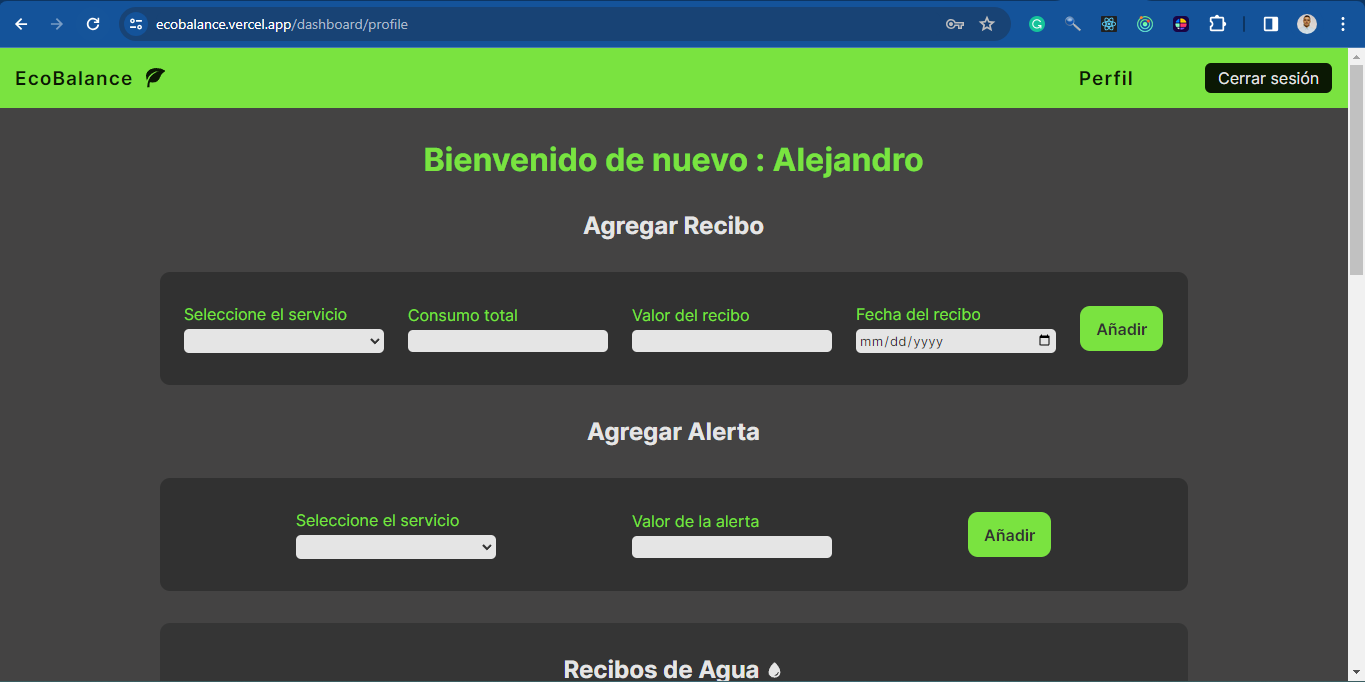 ecobalance.vercel.app/dashboard/profile
EcoBalance
Perfil
Cerrar sesión
Bienvenido de nuevo : Alejandro
Agregar Recibo
Seleccione el servicio
Consumo total
Valor del recibo
Fecha del recibo
mm/dd/yyyy
Añadir
Agregar Alerta
Seleccione el servicio
Valor de la alerta
Añadir
Recibos de Agua